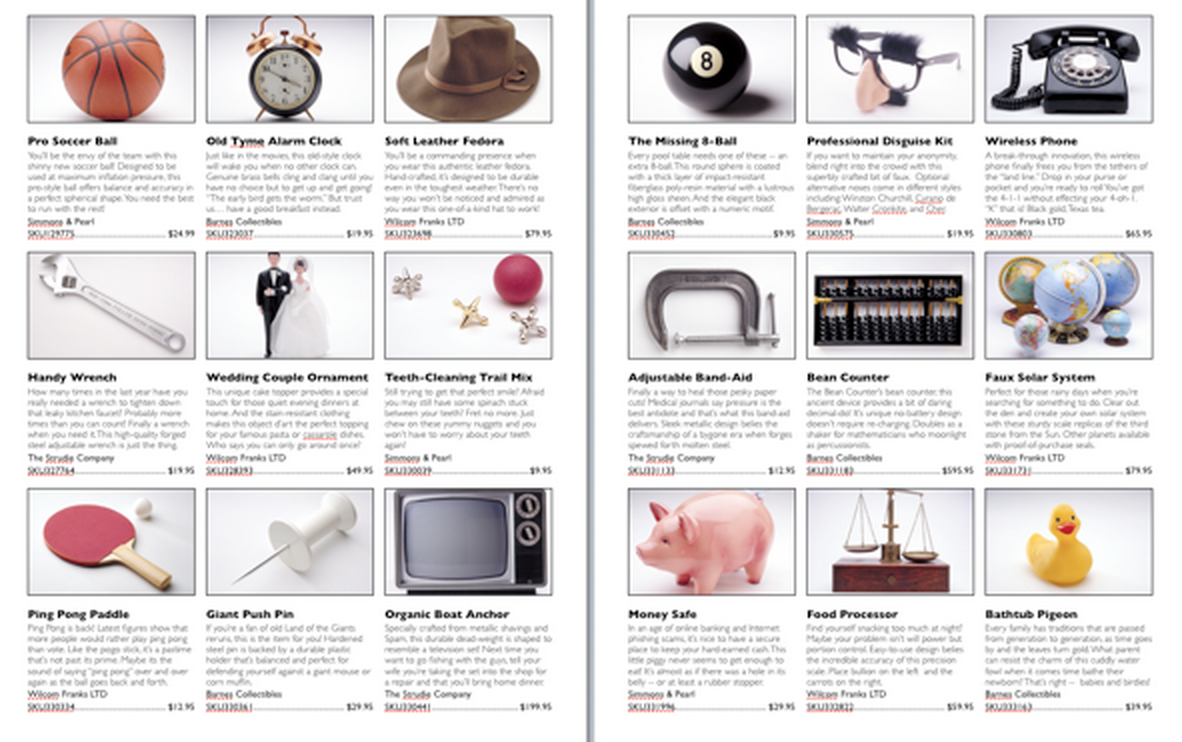 8
Pro Soccer Ball
You'll be the envy of the team with this
shinny new soccer ball! Designed to be
used at maximum inflation pressure, this
pro-style ball offers balance and accuracy in
a perfect spherical shape. You need the best
to run with the rest!
Simmons & Pearl
SKU129775 $24.99
Old Tyme Alarm Clock
Just like in the movies, this old-style clock
will wake you when no other clock can.
Genuine brass bells cling and clang until you
have no choice but to get up and get going!
"The early bird gets the worm." But trust
us... have a good breakfast instead.
Barnes Collectibles
SKU323037 $19.95
Soft Leather Fedora
You'll be a commanding presence when
you wear this authentic leather fedora.
Hand-crafted, it's designed to be durable
even in the toughest weather. There's no
way you won't be noticed and admired as
you wear this one-of-a-kind hat to work!
Wilcom Franks LTD
SKU323698 $79.95
The Missing 8-Ball
Every pool table needs one of these — an
extra 8-ball. This round sphere is coated
with a thick layer of impact-resistant
fiberglass poly-resin material with a lustrous
high gloss sheen. And the elegant black
exterior is offset with a numeric motif.
Barnes Collectibles
SKU330452 $9.95
Professional Disguise Kit
If you want to maintain your anonymity,
blend right into the crowd with this
superbly crafted bit of faux. Optional
alternative noses come in different styles
including Winston Churchill, Cyrano de
Bergerac, Walter Cronkite, and Cher.
Simmons & Pearl
SKU330575 $19.95
Wireless Phone
A break-through innovation, this wireless
phone finally frees you from the tethers of
the "land line." Drop in your purse or
pocket and you're ready to roll. You've got
the 4-1-1 without effecting your 4-oh-1.
"K" that is! Black gold, Texas tea.
Wilcom Franks LTD
SKU330803 $65.95
Handy Wrench
How many times in the last year have you
really needed a wrench to tighten down
that leaky kitchen faucet? Probably more
times than you can count! Finally a wrench
when you need it. This high-quality forged
steel adjustable wrench is just the thing.
The Strudie Company
SKU327764 $19.95
Wedding Couple Ornament
This unique cake topper provides a special
touch for those quiet evening dinners at
home. And the stain-resistant clothing
makes this object d'art the perfect topping
for your famous pasta or casserole dishes.
Who says you can only go around once?
Wilcom Franks LTD
SKU328393 $49.95
Teeth-Cleaning Trail Mix
Still trying to get that perfect smile? Afraid
you may still have some spinach stuck
between your teeth? Fret no more. Just
chew on these yummy nuggets and you
won't have to worry about your teeth
again!
Simmons & Pearl
SKU330039 $9.95
Adjustable Band-Aid
Finally a way to heal those pesky paper
cuts! Medical journals say pressure is the
best antidote and that's what this band-aid
delivers. Sleek metallic design belies the
craftsmanship of a bygone era when forges
spewed forth molten steel.
The Strudie Company
SKU331133 $12.95
Bean Counter
The Bean Counter's bean counter, this
ancient device provides a lot of daring
decimal-do! It's unique no-battery design
doesn't require re-charging. Doubles as a
shaker for mathematicians who moonlight
as percussionists.
Barnes Collectibles
SKU331183 $595.95
Faux Solar System
Perfect for those rainy days when you're
searching for something to do. Clear out
the den and create your own solar system
with these sturdy scale replicas of the third
stone from the Sun. Other planets available
with proof-of-purchase seals.
Wilcom Franks LTD
SKU331731 $79.95
Ping Pong Paddle
Ping Pong is back! Latest figures show that
more people would rather play ping pong
than vote. Like the pogo stick, it's a pastime
that's not past its prime. Maybe its the
sound of saying "ping pong" over and over
again as the ball goes back and forth.
Wilcom Franks LTD
SKU330334 $12.95
Giant Push Pin
If you're a fan of old Land of the Giants
reruns, this is the item for you! Hardened
steel pin is backed by a durable plastic
holder that's balanced and perfect for
defending yourself against a giant mouse or
corn muffin.
Barnes Collectibles
SKU330361 $29.95
Organic Boat Anchor
Specially crafted from metallic shavings and
Spam, this durable dead-weight is shaped to
resemble a television set! Next time you
want to go fishing with the guys, tell your
wife you're taking the set into the shop for
a repair and that you'll bring home dinner.
The Strudie Company
SKU330441 $199.95
Money Safe
In an age of online banking and Internet
phishing scams, it's nice to have a secure
place to keep your hard-earned cash. This
little piggy never seems to get enough to
eat! It's almost as if there was a hole in its
belly — or at least a rubber stopper.
Simmons & Pearl
SKU331996 $29.95
Food Processor
Find yourself snacking too much at night?
Maybe your problem isn't will power but
portion control. Easy-to-use design belies
the incredible accuracy of this precision
scale. Place bullion on the left and the
carrots on the right.
Wilcom Franks LTD
SKU332822 $59.95
Bathtub Pigeon
Every family has traditions that are passed
from generation to generation, as time goes
by and the leaves turn gold. What parent
can resist the charm of this cuddly water
fowl when it comes time bathe their
newborn? That's right — babies and birdies!
Barnes Collectibles
SKU333163 $39.95